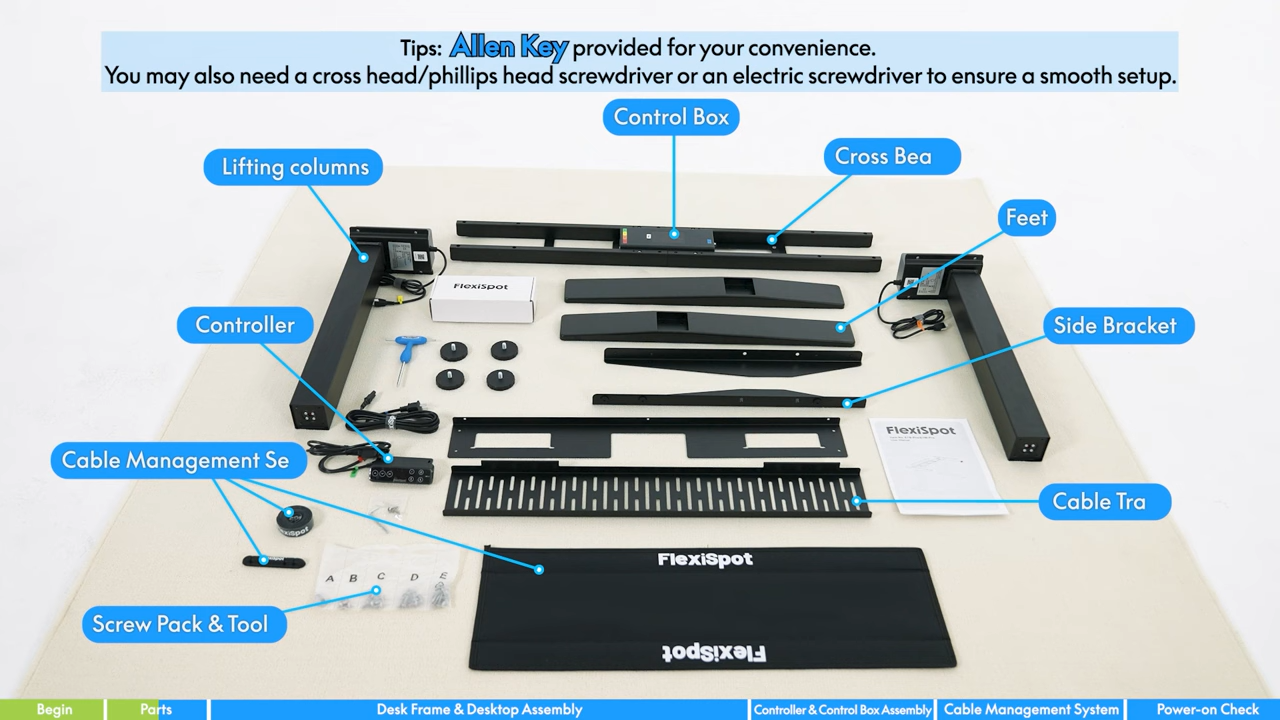 Tips: Allen Key provided for your convenience.
You may also need a cross head/phillips head screwdriver or an electric screwdriver to ensure a smooth setup.
Control Box
Cross Bea
Lifting columns
Feet
FlexiSpot
Controller
Side Bracket
FlexiSpot
Cable Management Se
Cable Tra
FlexiSpot
A B C D E
FlexiSpot
Screw Pack & Tool
FlexiSpot
Begin
Parts
Desk Frame & Desktop Assembly
Controller & Control Box Assembly
Cable Management System
Power-on Check